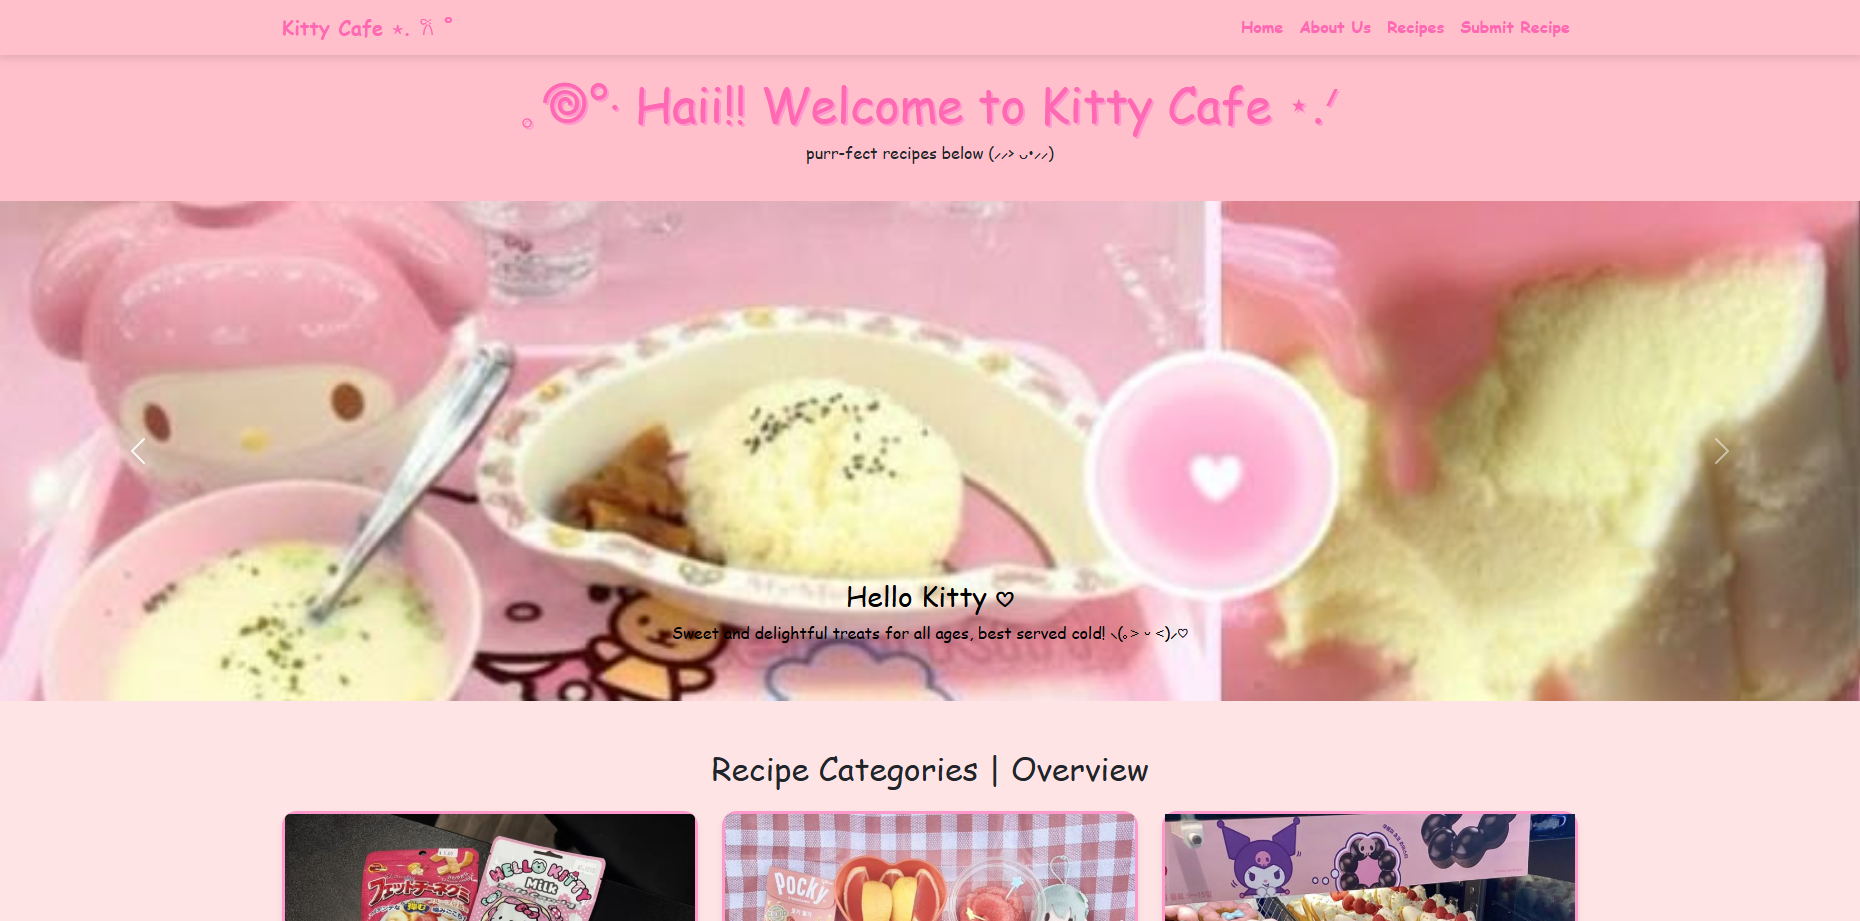 Kitty Cafe ⋆. 𐙚 ˚
Home About Us Recipes Submit Recipe
｡𖦹°‧ Haii!! Welcome to Kitty Cafe ⋆.ᐟ
purr-fect recipes below (⸝⸝> ᴗ•⸝⸝)
Hello Kitty ♡
Sweet and delightful treats for all ages, best served cold! ⸜(｡˃ ᵕ ˂)⸝♡
Recipe Categories | Overview
フェットチーネグミ
HELLO KITTY
Milk
Pocky